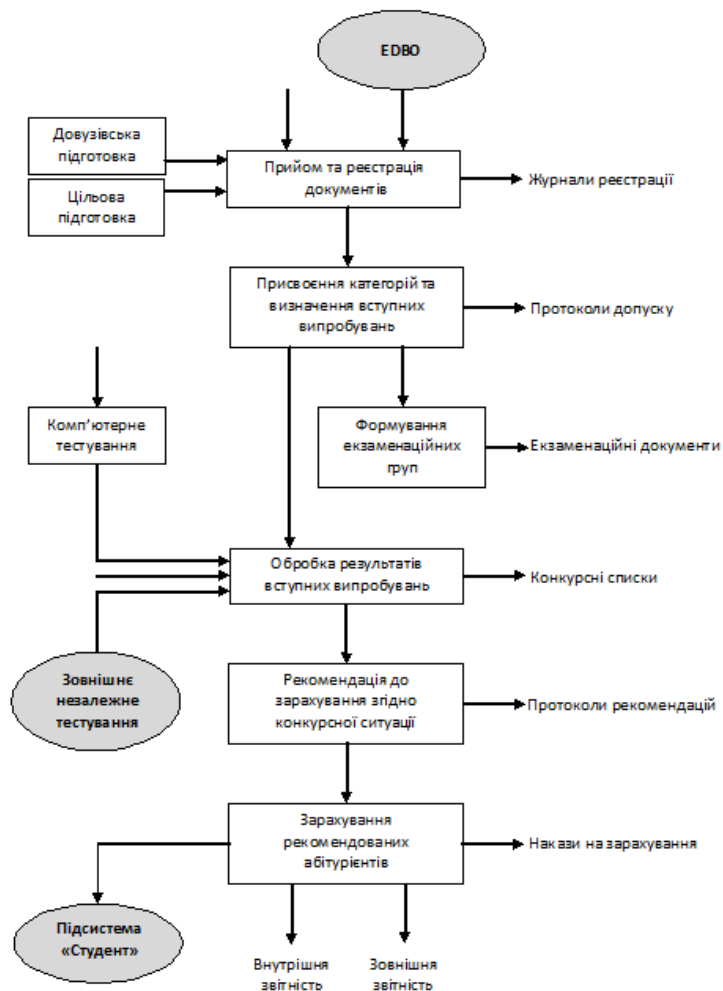 EDBO
Довузівська
підготовка
Цільова
підготовка
Прийом та реєстрація
документів
Журнали реєстрації
Присвоєння категорій та
визначення вступних
випробувань
Протоколи допуску
Комп’ютерне
тестування
Формування
екзаменаційних
груп
Екзаменаційні документи
Обробка результатів
вступних випробувань
Конкурсні списки
Зовнішнє
незалежне
тестування
Рекомендація до
зарахування згідно
конкурсної ситуації
Протоколи рекомендацій
Зарахування
рекомендованих
абітурієнтів
Накази на зарахування
Підсистема
«Студент»
Внутрішня
звітність
Зовнішня
звітність